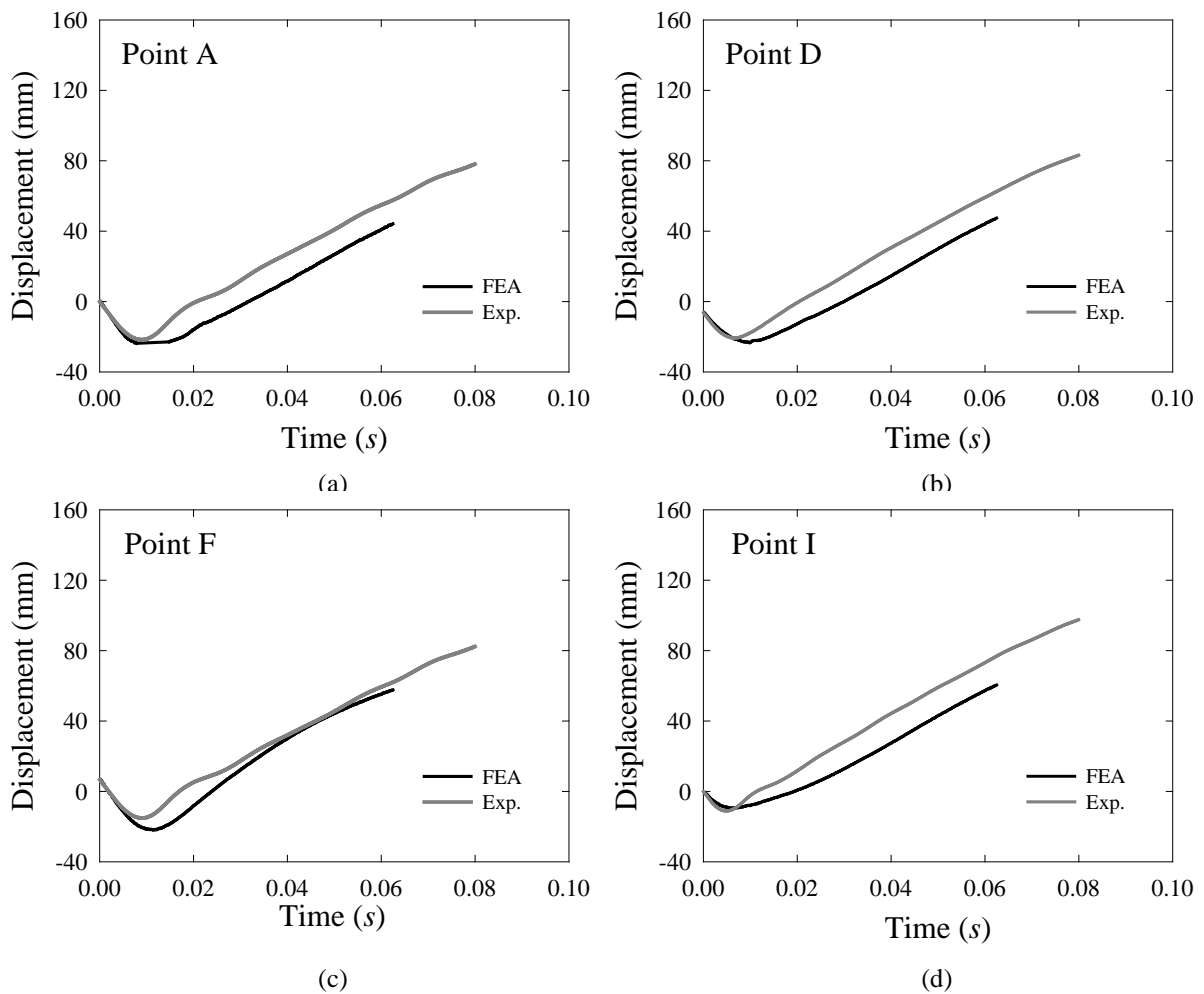 Point A
Displacement (mm)
160
120
80
40
0
-40
FEA
Exp.
0.00 0.02 0.04 0.06 0.08 0.10
Time (s)
(a)
Point D
Displacement (mm)
160
120
80
40
0
-40
FEA
Exp.
0.00 0.02 0.04 0.06 0.08 0.10
Time (s)
(b)
Point F
Displacement (mm)
160
120
80
40
0
-40
FEA
Exp.
0.00 0.02 0.04 0.06 0.08 0.10
Time (s)
(c)
Point I
Displacement (mm)
160
120
80
40
0
-40
FEA
Exp.
0.00 0.02 0.04 0.06 0.08 0.10
Time (s)
(d)